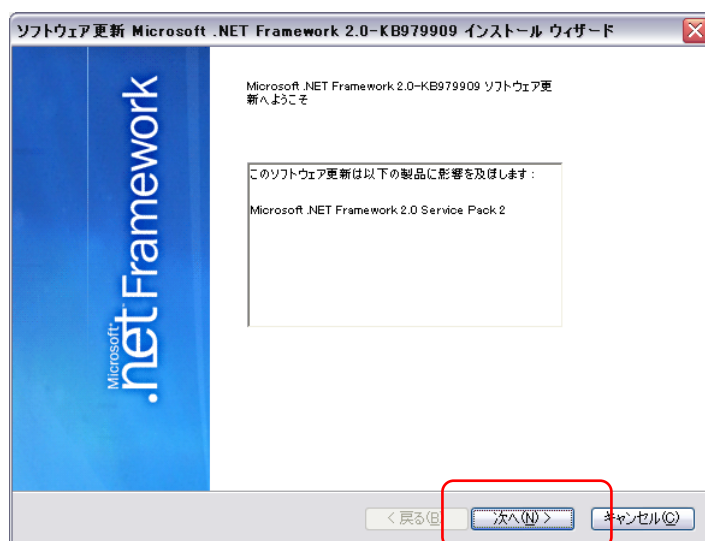 ソフトウェア更新 Microsoft .NET Framework 2.0-KB979909 インストール ウィザード
Microsoft .NET Framework 2.0-KB979909 ソフトウェア更
新へようこそ
このソフトウェア更新は以下の製品に影響を及ぼします：
Microsoft .NET Framework 2.0 Service Pack 2
Microsoft
.net Framework
< 戻る(B)
次へ(N) >
キャンセル(C)